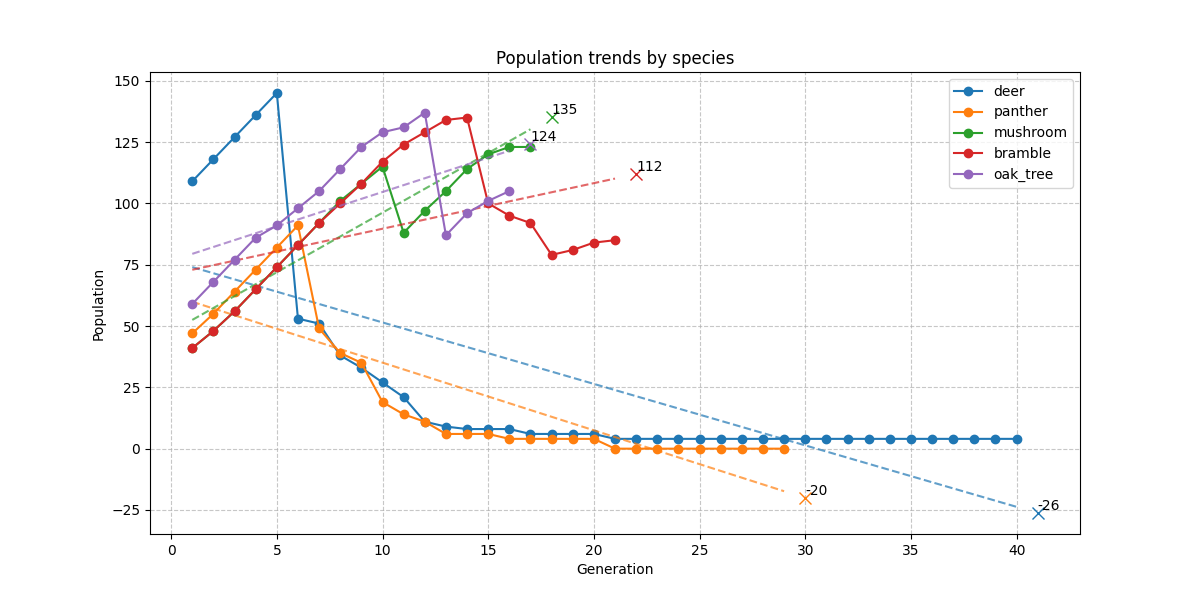 Population trends by species
150
125
100
75
50
25
0
−25
Population
135
124
112
-20
-26
deer
panther
mushroom
bramble
oak_tree
0 5 10 15 20 25 30 35 40
Generation